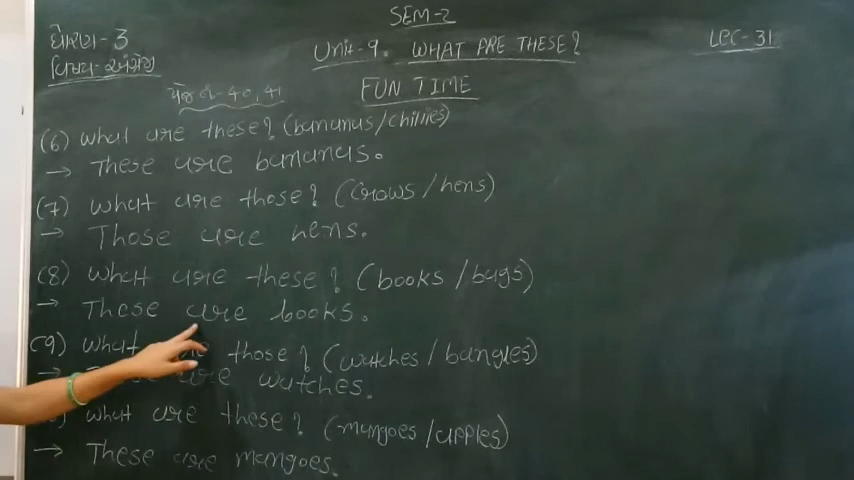 SEM-2
ધોરણ-3
Unit-9. WHAT ARE THESE?
Lec-31
વિષય-અંગ્રેજી
પેજ નં-40,41
FUN TIME
(6) What are these? (bananas/chillies)
→ These are bananas.
(7) What are those? (Crows/hens)
→ Those are hens.
(8) What are these? (books/bags)
→ These are books.
(9) What are those? (watches/bangles)
→ are watches.
What are these? (mangoes/apples)
→ These are mangoes.